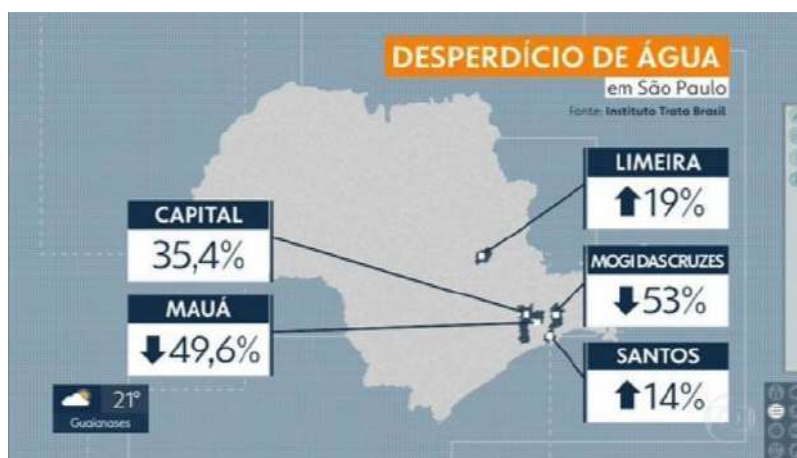 DESPERDÍCIO DE ÁGUA
em São Paulo
Fonte: Instituto Trata Brasil
LIMEIRA
19%
CAPITAL
35,4%
MOGI DAS CRUZES
53%
MAUÁ
49,6%
SANTOS
14%
21°
Guaianases